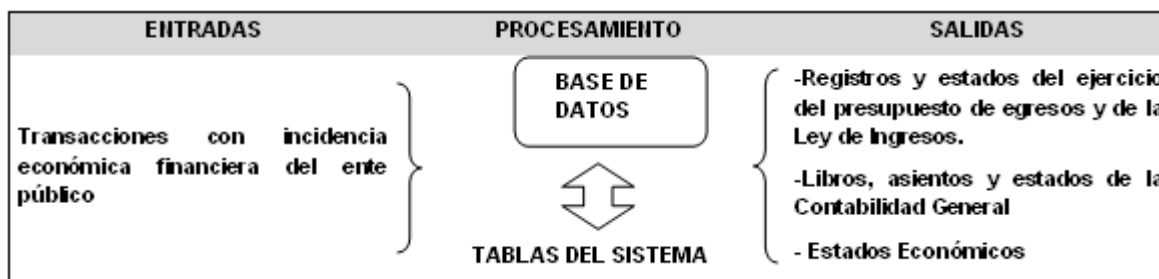 ENTRADAS
PROCESAMIENTO
SALIDAS
Transacciones con incidencia
económica financiera del ente
público
BASE DE
DATOS
TABLAS DEL SISTEMA
-Registros y estados del ejercicio
del presupuesto de egresos y de la
Ley de Ingresos.
-Libros, asientos y estados de la
Contabilidad General
- Estados Económicos